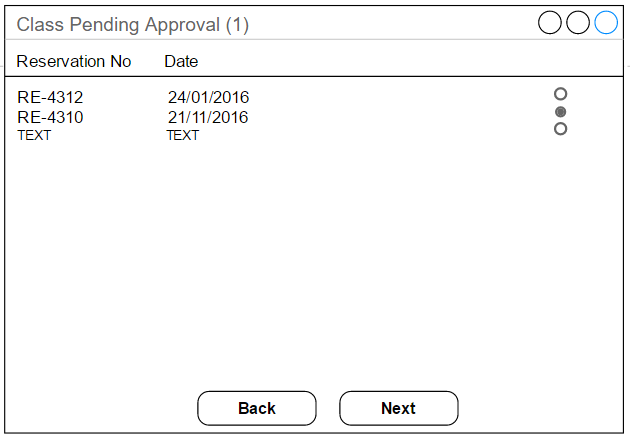 Class Pending Approval (1)
Reservation No Date
RE-4312 24/01/2016
RE-4310 21/11/2016
TEXT TEXT
Back Next